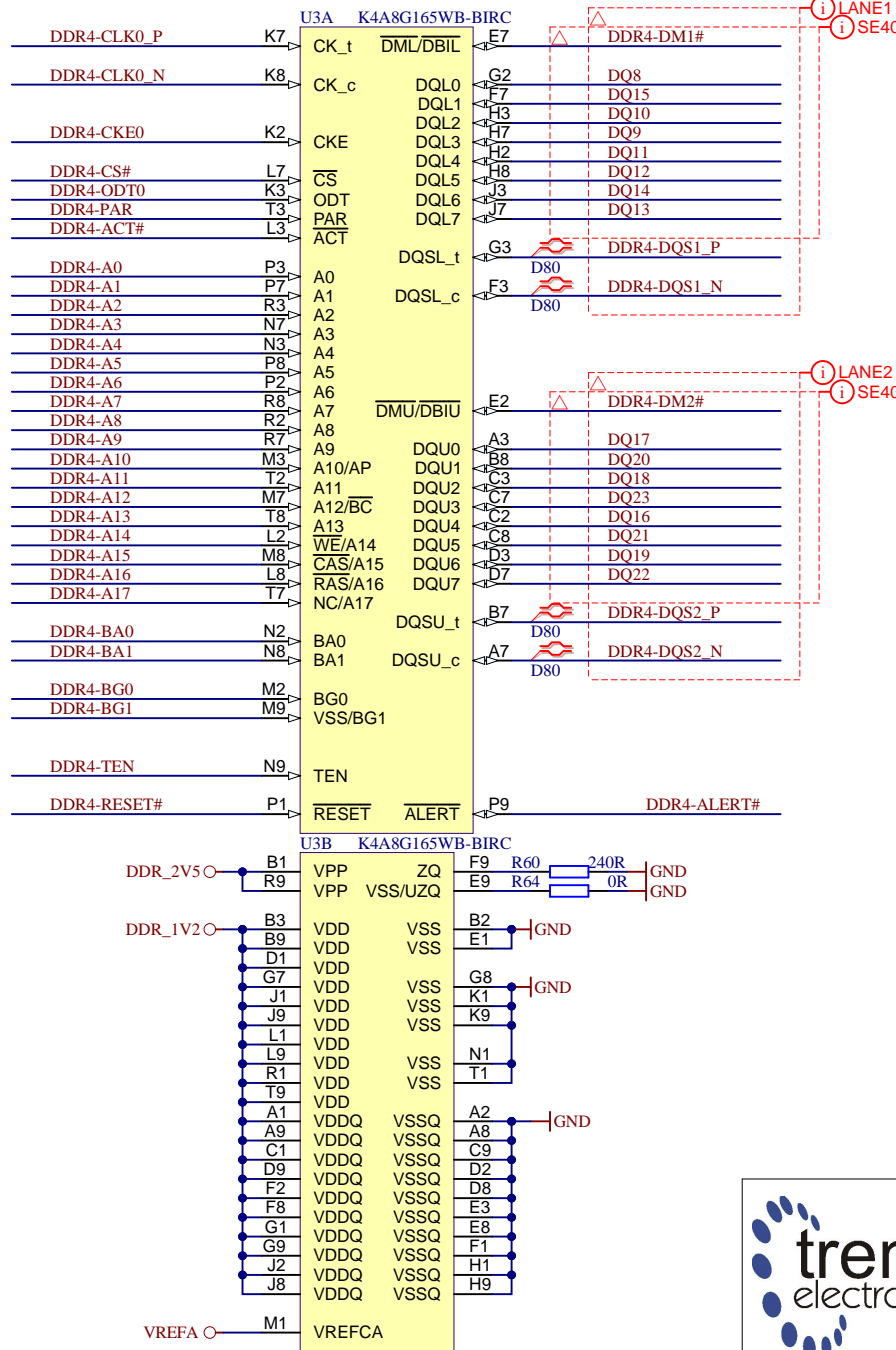 U3A K4A8G165WB-BIRC
LANE1
SE40
DDR4-CLK0_P K7 CK_t DML/DBIL E7 DDR4-DM1#
DDR4-CLK0_N K8 CK_c DQL0 G2 DQ8
DQL1 F7 DQ15
DQL2 H3 DQ10
DDR4-CKE0 K2 CKE DQL3 H7 DQ9
DQL4 H2 DQ11
DDR4-CS# L7 CS DQL5 H8 DQ12
DDR4-ODT0 K3 ODT DQL6 J3 DQ14
DDR4-PAR T3 PAR DQL7 J7 DQ13
DDR4-ACT# L3 ACT
DQSL_t G3 D80 DDR4-DQS1_P
DDR4-A0 P3 A0
DDR4-A1 P7 A1 DQSL_c F3 D80 DDR4-DQS1_N
DDR4-A2 R3 A2
DDR4-A3 N7 A3
DDR4-A4 N3 A4
DDR4-A5 P8 A5
LANE2
DDR4-A6 P2 A6
SE40
DDR4-A7 R8 A7 DMU/DBIU E2 DDR4-DM2#
DDR4-A8 R2 A8
DDR4-A9 R7 A9 DQU0 A3 DQ17
DDR4-A10 M3 A10/AP DQU1 B8 DQ20
DDR4-A11 T2 A11 DQU2 C3 DQ18
DDR4-A12 M7 A12/BC DQU3 C7 DQ23
DDR4-A13 T8 A13 DQU4 C2 DQ16
DDR4-A14 L2 WE/A14 DQU5 C8 DQ21
DDR4-A15 M8 CAS/A15 DQU6 D3 DQ19
DDR4-A16 L8 RAS/A16 DQU7 D7 DQ22
DDR4-A17 T7 NC/A17
DQSU_t B7 D80 DDR4-DQS2_P
DDR4-BA0 N2 BA0
DDR4-BA1 N8 BA1 DQSU_c A7 D80 DDR4-DQS2_N
DDR4-BG0 M2 BG0
DDR4-BG1 M9 VSS/BG1
DDR4-TEN N9 TEN
DDR4-RESET# P1 RESET ALERT P9 DDR4-ALERT#
U3B K4A8G165WB-BIRC
DDR_2V5 B1 VPP ZQ F9 R60 240R GND
R9 VPP VSS/UZQ E9 R64 0R GND
DDR_1V2 B3 VDD VSS B2 GND
B9 VDD VSS E1
D1 VDD
G7 VDD VSS G8 GND
J1 VDD VSS K1
J9 VDD VSS K9
L1 VDD
L9 VDD VSS N1
R1 VDD VSS T1
T9 VDD
A1 VDDQ VSSQ A2 GND
A9 VDDQ VSSQ A8
C1 VDDQ VSSQ C9
D9 VDDQ VSSQ D2
F2 VDDQ VSSQ D8
F8 VDDQ VSSQ E3
G1 VDDQ VSSQ E8
G9 VDDQ VSSQ F1
J2 VDDQ VSSQ H1
J8 VDDQ VSSQ H9
VREFA M1 VREFCA
tren
electro